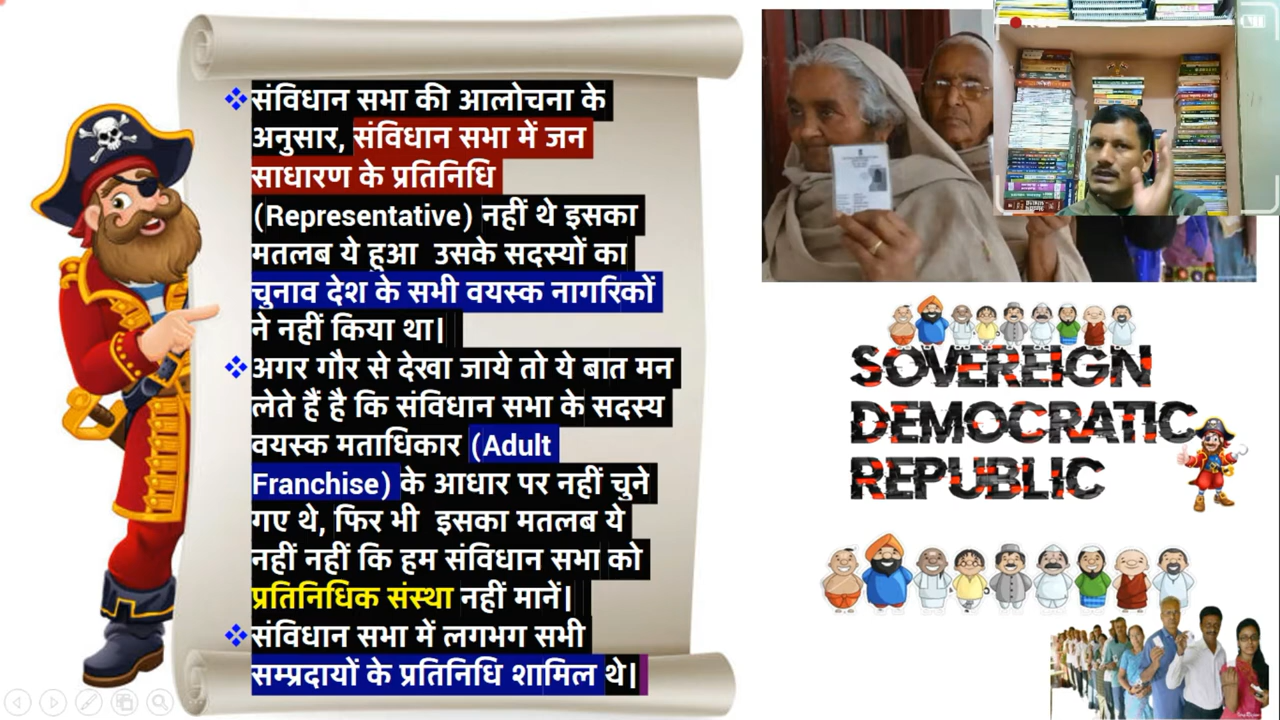 संविधान सभा की आलोचना के
अनुसार, संविधान सभा में जन
साधारण के प्रतिनिधि
(Representative) नहीं थे इसका
मतलब ये हुआ उसके सदस्यों का
चुनाव देश के सभी वयस्क नागरिकों
ने नहीं किया था।
अगर गौर से देखा जाये तो ये बात मन
लेते हैं है कि संविधान सभा के सदस्य
वयस्क मताधिकार (Adult
Franchise) के आधार पर नहीं चुने
गए थे, फिर भी इसका मतलब ये
नहीं नहीं कि हम संविधान सभा को
प्रतिनिधिक संस्था नहीं मानें।
संविधान सभा में लगभग सभी
सम्प्रदायों के प्रतिनिधि शामिल थे।
SOVEREIGN
DEMOCRATIC
REPUBLIC